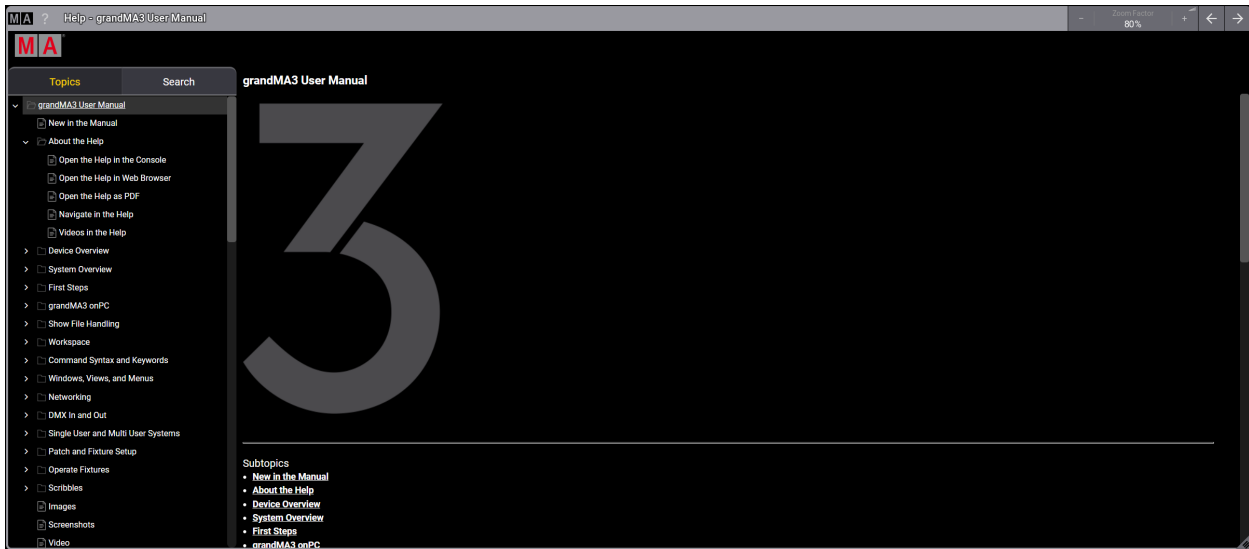 MA ? Help - grandMA3 User Manual
- Zoom Factor 80% +
MA
Topics Search
grandMA3 User Manual
grandMA3 User Manual
New in the Manual
About the Help
Open the Help in the Console
Open the Help in Web Browser
Open the Help as PDF
Navigate in the Help
Videos in the Help
Device Overview
System Overview
First Steps
grandMA3 onPC
Show File Handling
Workspace
Command Syntax and Keywords
Windows, Views, and Menus
Networking
DMX In and Out
Single User and Multi User Systems
Patch and Fixture Setup
Operate Fixtures
Scribbles
Images
Screenshots
Video
3
Subtopics
• New in the Manual
• About the Help
• Device Overview
• System Overview
• First Steps
• grandMA3 onPC